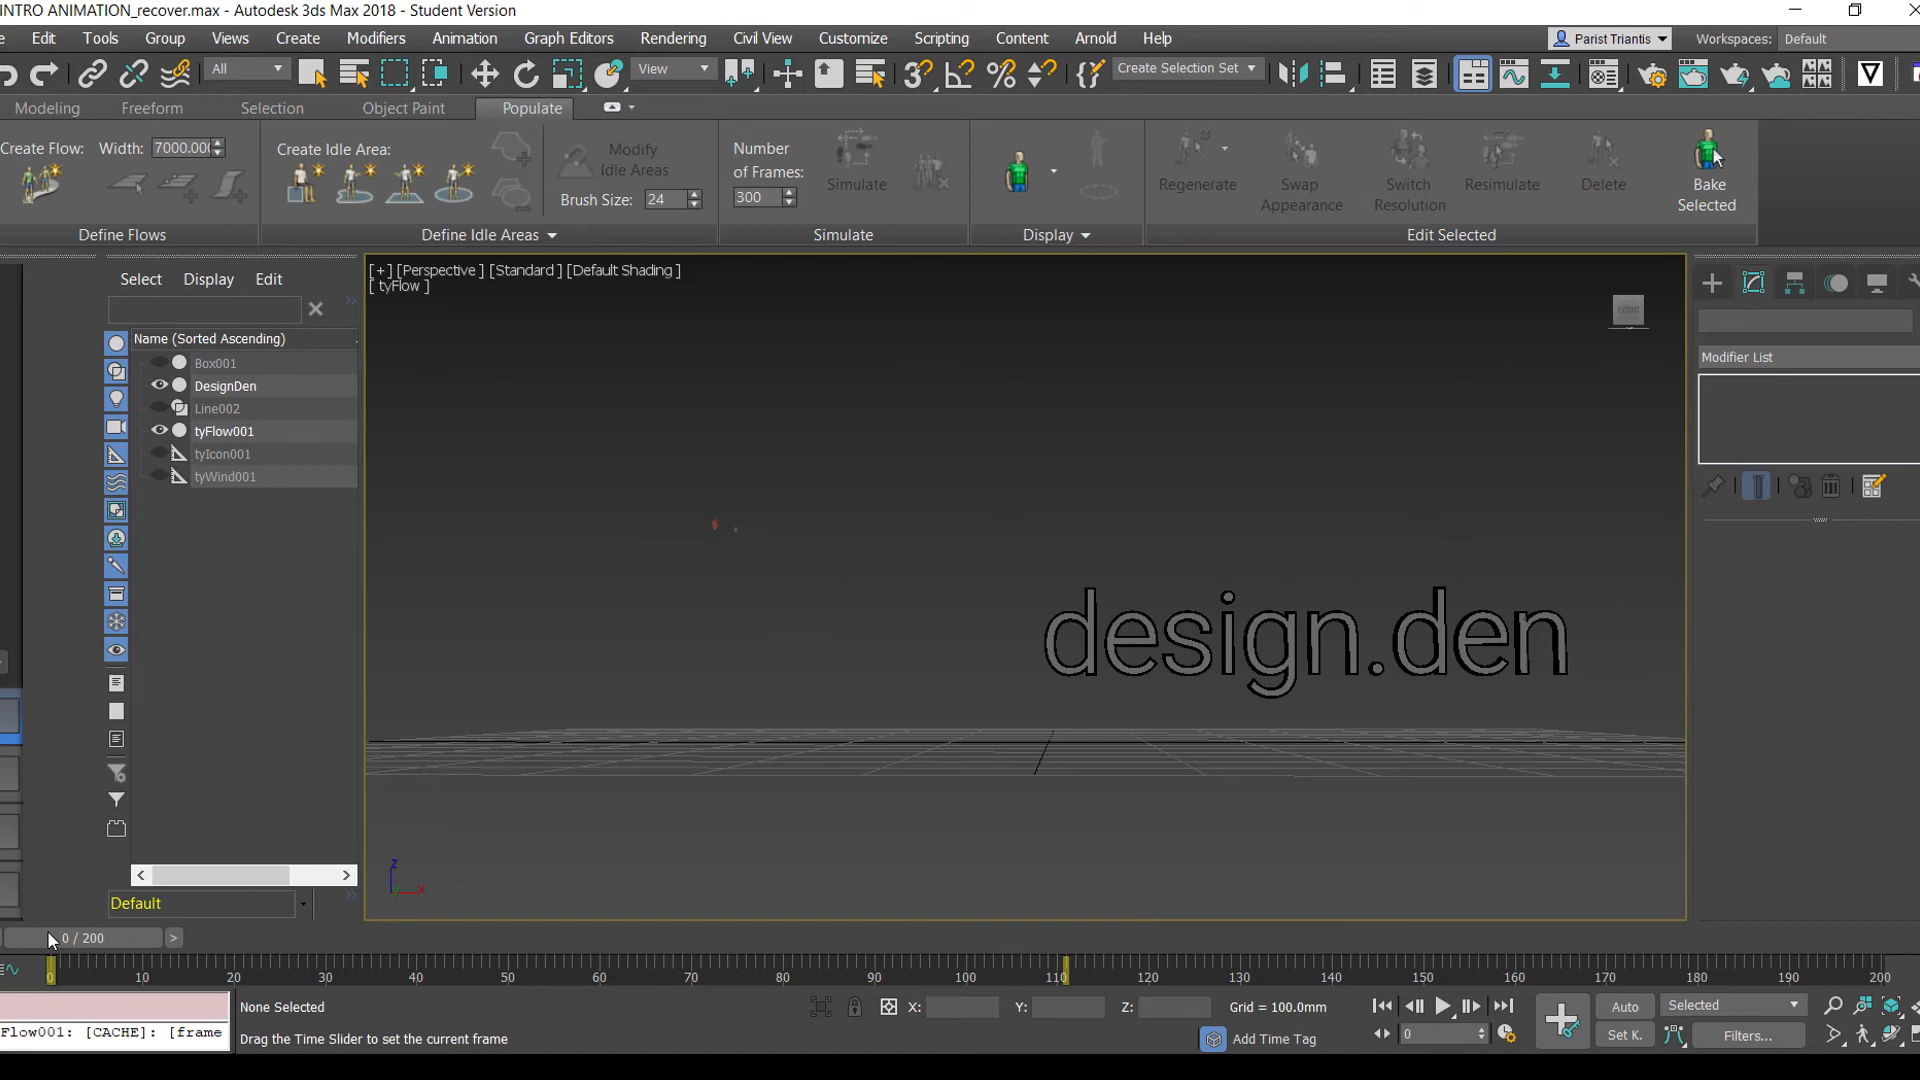 INTRO ANIMATION_recover.max - Autodesk 3ds Max 2018 - Student Version
Edit Tools Group Views Create Modifiers Animation Graph Editors Rendering Civil View Customize Scripting Content Arnold Help Parist Triantis Workspaces: Default
All View Create Selection Set
Modeling Freeform Selection Object Paint Populate
Create Flow: Width: 7000.000
Create Idle Area:
Modify Idle Areas
Brush Size: 24
Number of Frames:
300
Simulate
Regenerate
Swap Appearance
Switch Resolution
Resimulate
Delete
Bake Selected
Define Flows Define Idle Areas Simulate Display Edit Selected
Select Display Edit
[+] [Perspective ] [Standard ] [Default Shading ]
[ tyFlow ]
FRONT
Name (Sorted Ascending)
Box001
DesignDen
Line002
tyFlow001
tyIcon001
tyWind001
Modifier List
design.den
z
x
Default
0 / 200
0 10 20 30 40 50 60 70 80 90 100 110 120 130 140 150 160 170 180 190 200
None Selected X: Y: Z: Grid = 100.0mm Auto Selected
Flow001: [CACHE]: [frame
Drag the Time Slider to set the current frame
Add Time Tag
0
Set K. Filters...